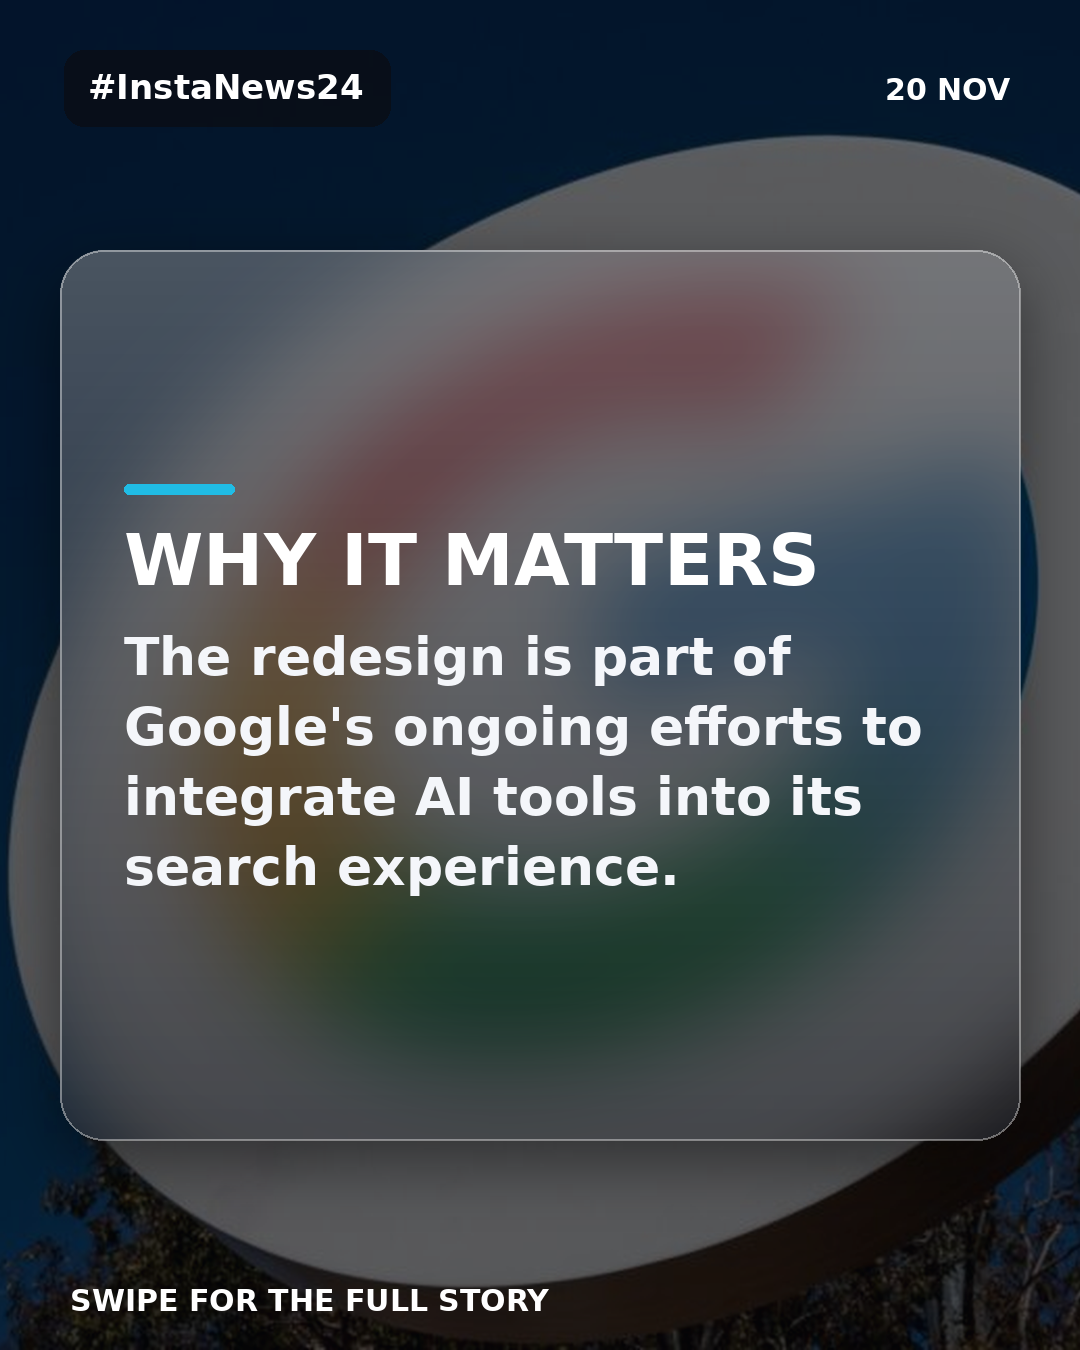 #InstaNews24
20 NOV
WHY IT MATTERS
The redesign is part of
Google's ongoing efforts to
integrate AI tools into its
search experience.
SWIPE FOR THE FULL STORY